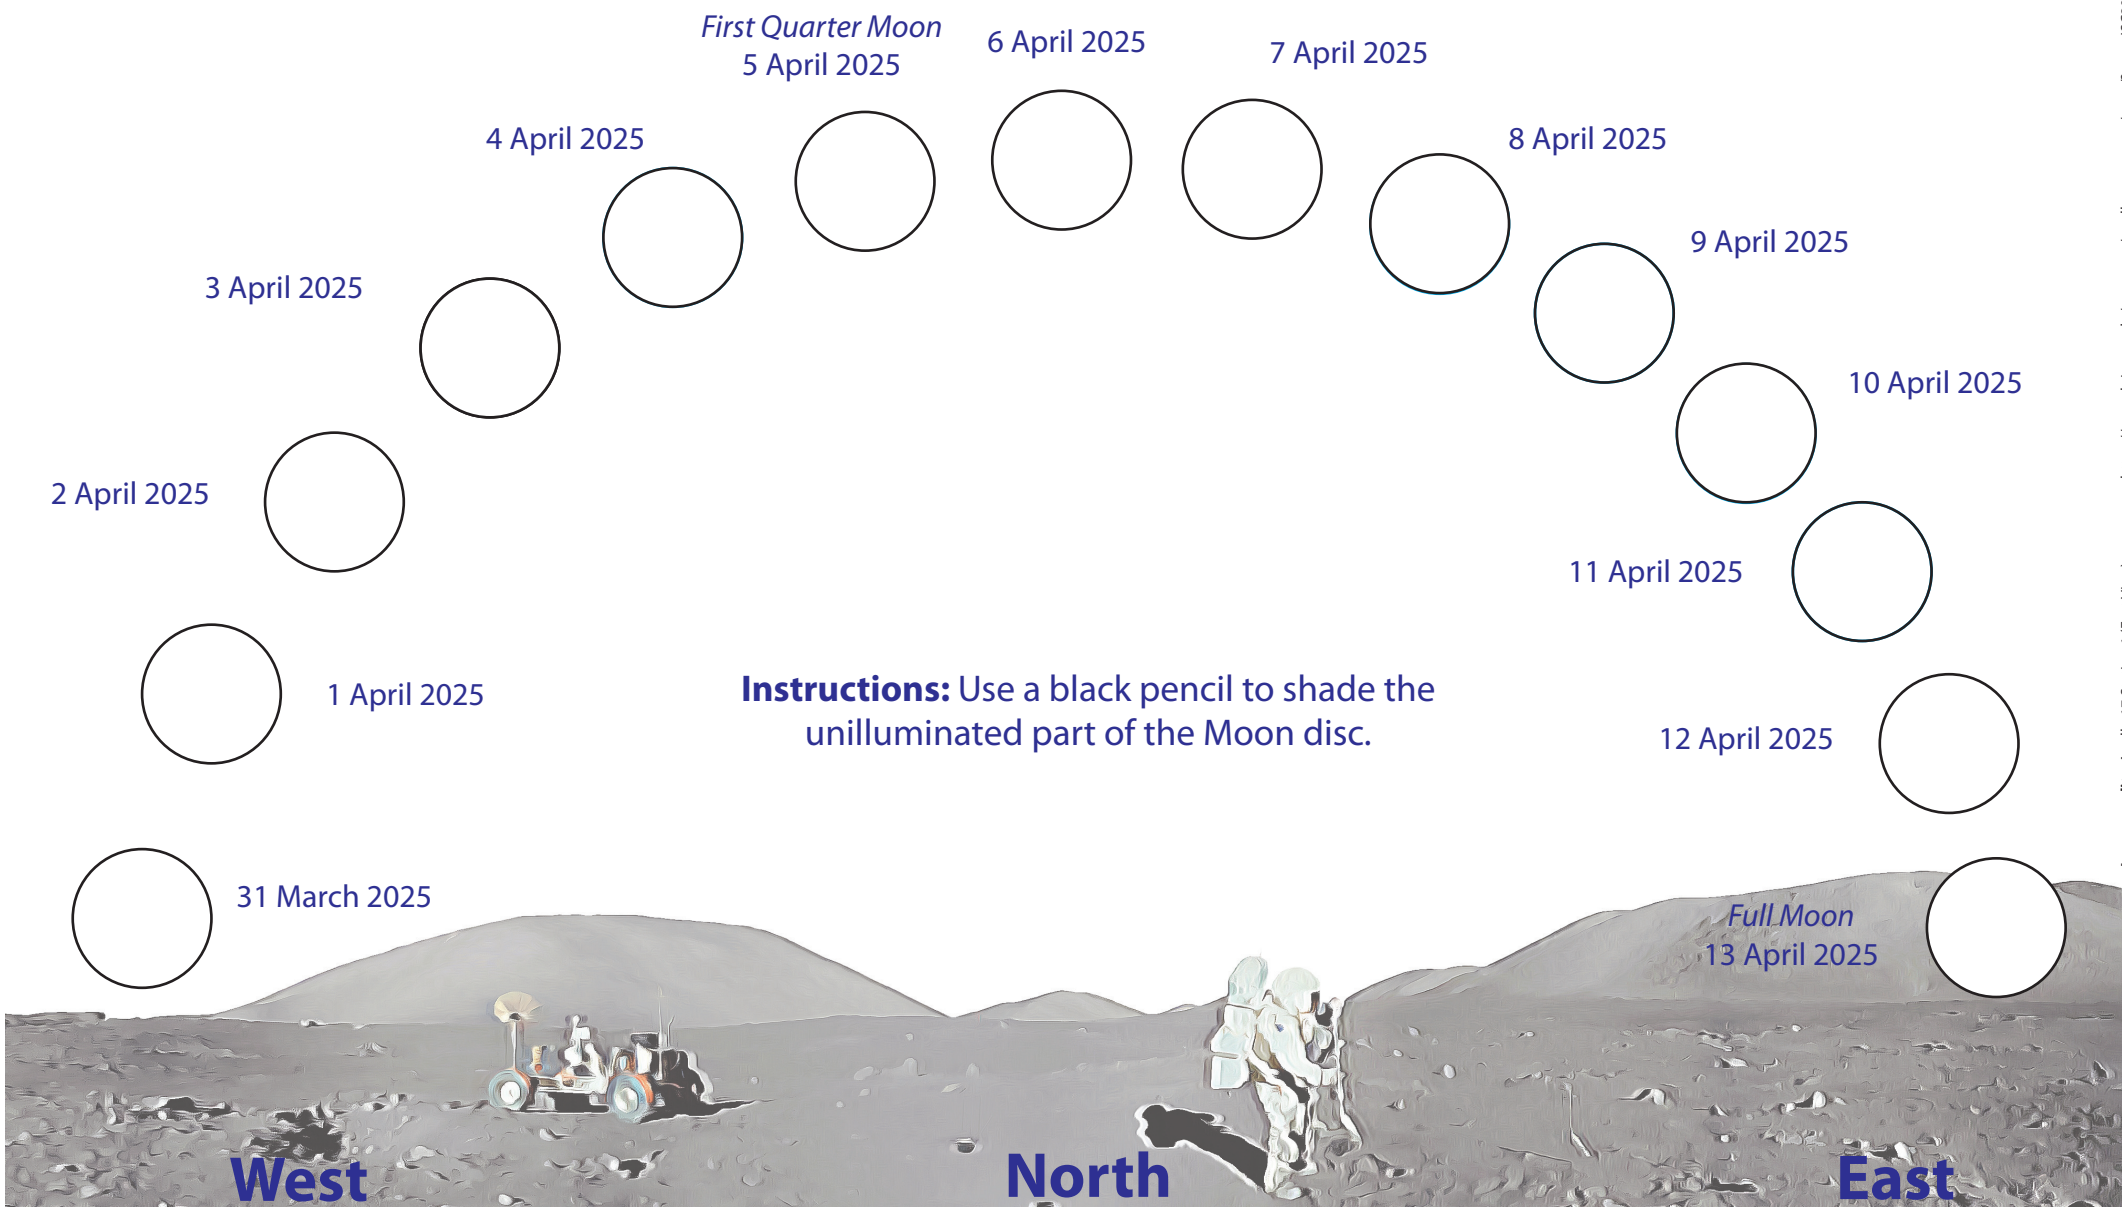 First Quarter Moon
5 April 2025
6 April 2025
7 April 2025
4 April 2025
8 April 2025
9 April 2025
3 April 2025
10 April 2025
2 April 2025
11 April 2025
1 April 2025
Instructions: Use a black pencil to shade the
unilluminated part of the Moon disc.
12 April 2025
31 March 2025
Full Moon
13 April 2025
West
North
East